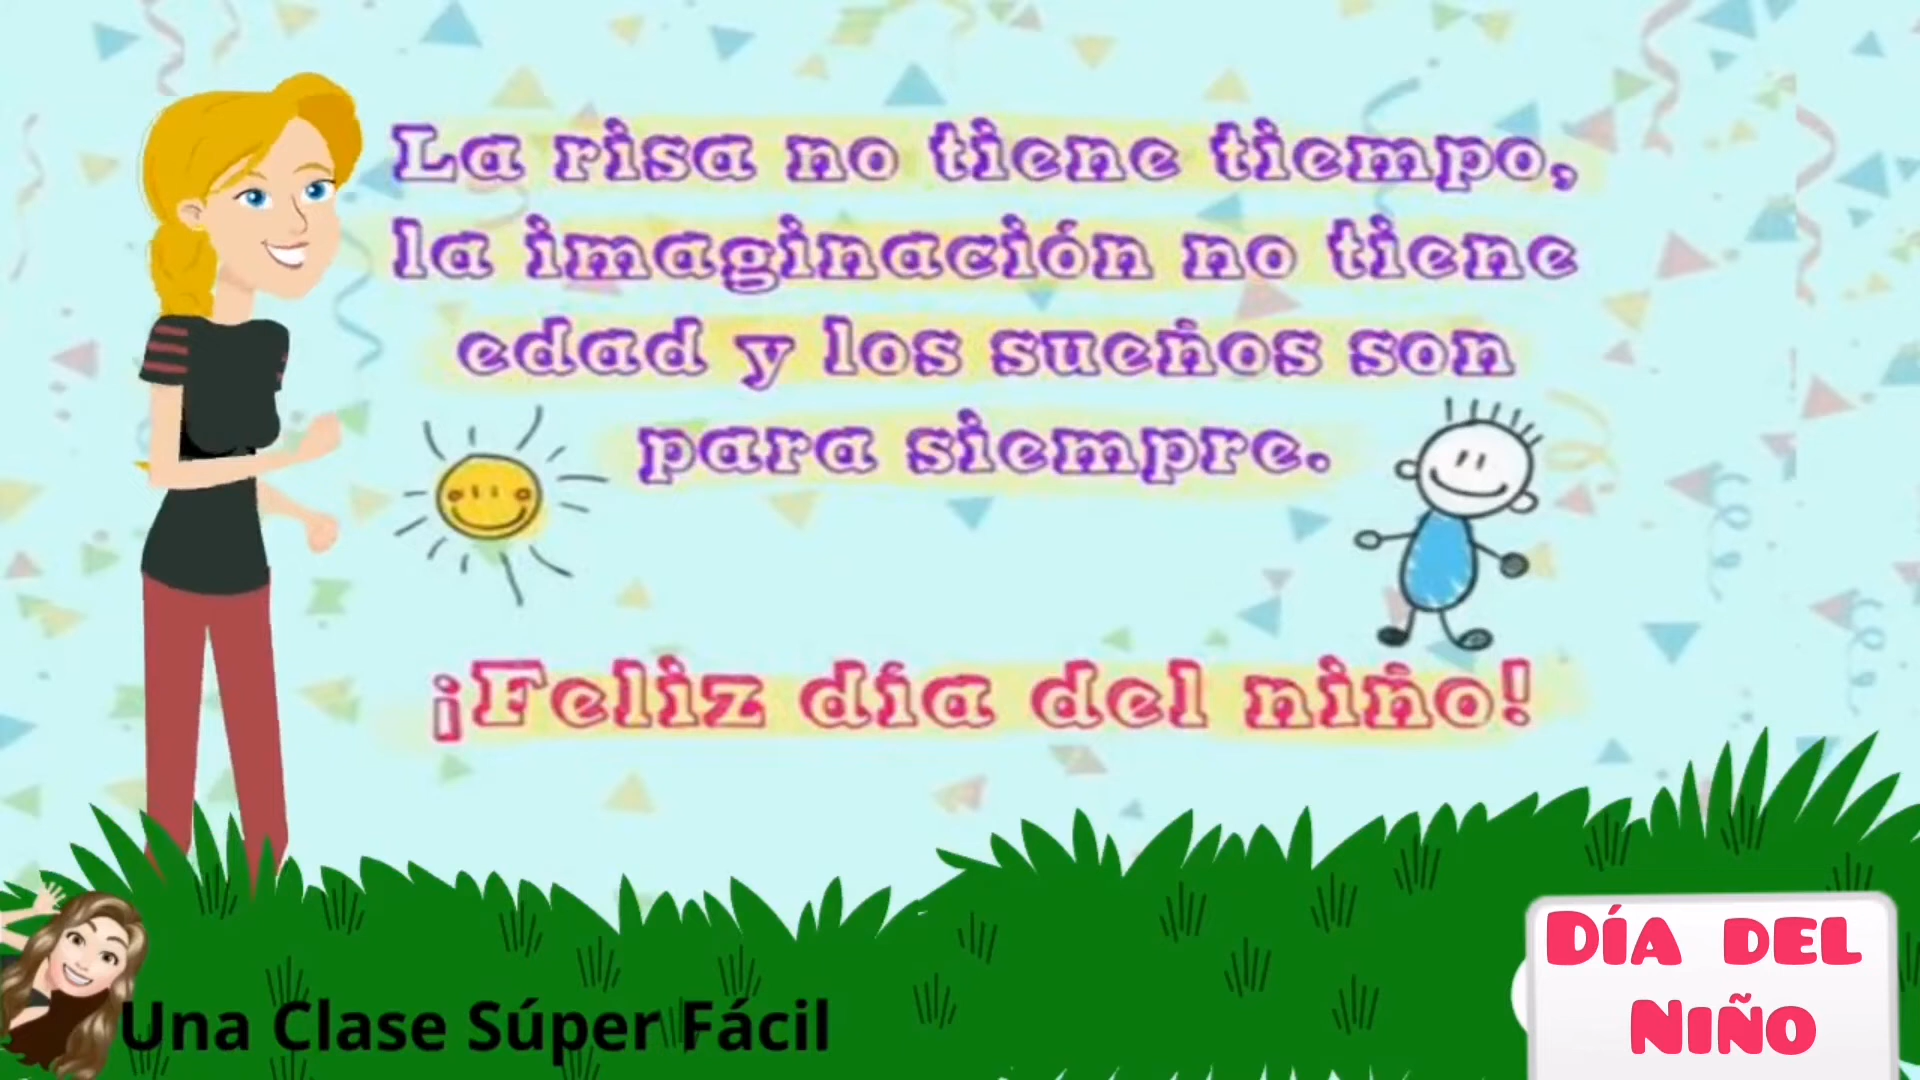 La risa no tiene tiempo,
la imaginación no tiene
edad y los sueños son
para siempre.
¡Feliz día del niño!
Una Clase Súper Fácil
DÍA DEL
NIÑO